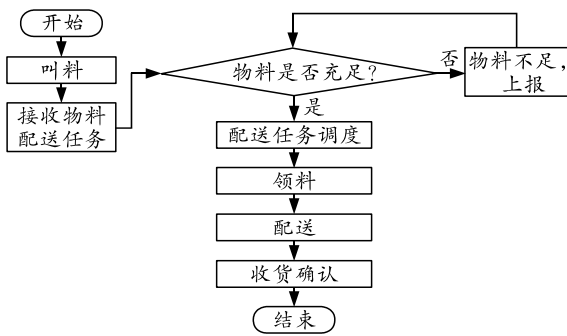 开始
叫料
接收物料
配送任务
物料是否充足?
否
物料不足，
上报
是
配送任务调度
领料
配送
收货确认
结束